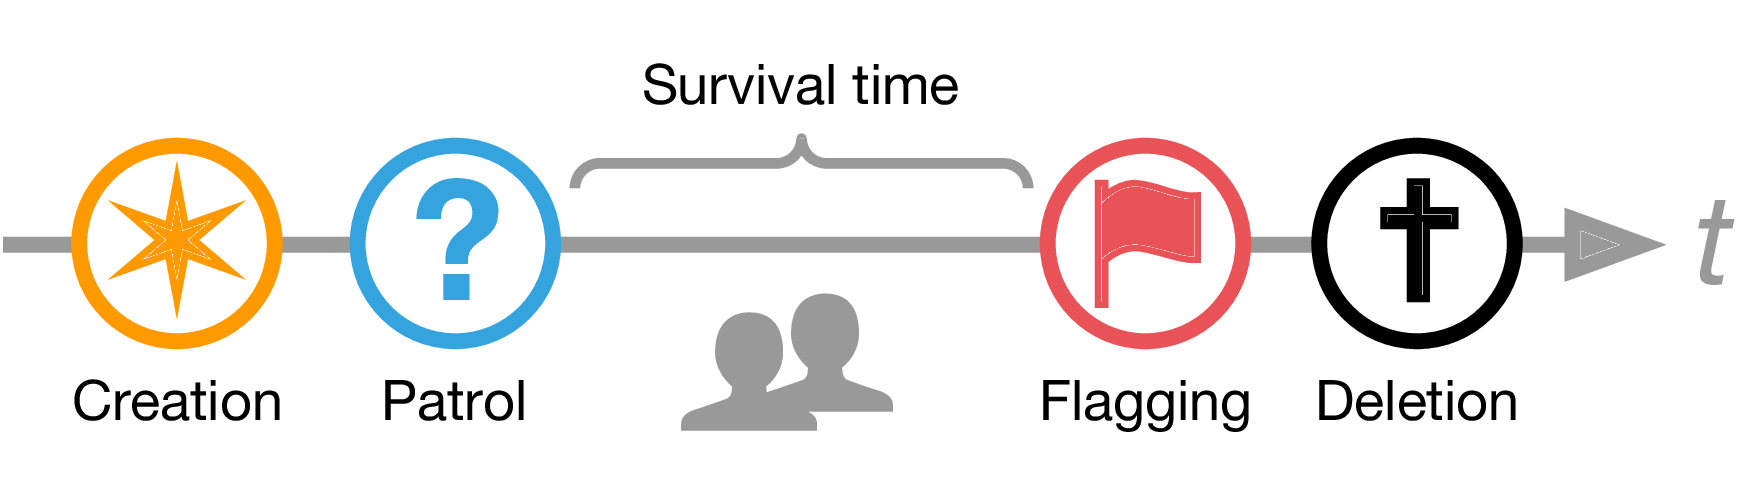 Survival time
?
t
Creation
Patrol
Flagging
Deletion